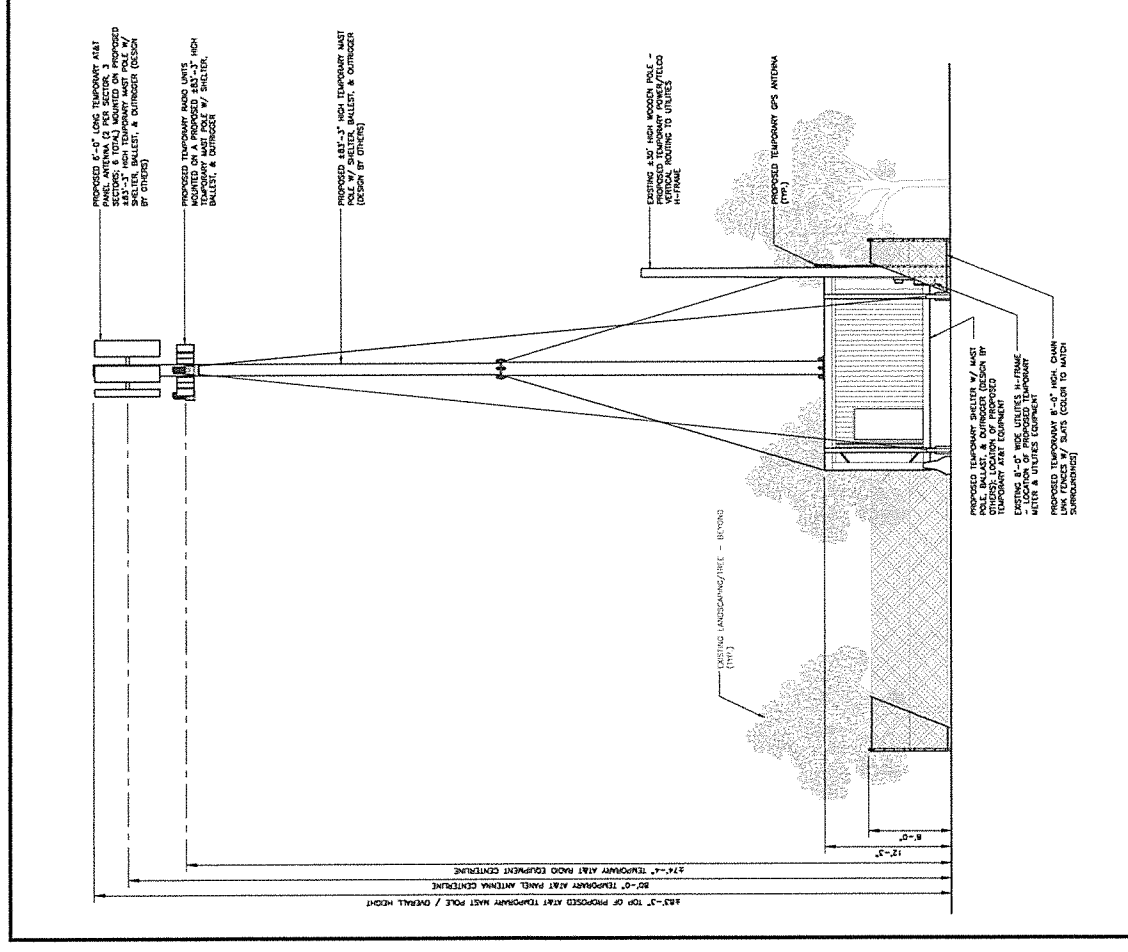 PROPOSED 6'-0" LONG TEMPORARY AT&T
PANEL ANTENNA (2 PER SECTOR, 3
SECTORS; 6 TOTAL) MOUNTED ON PROPOSED
±83'-3" HIGH TEMPORARY MAST POLE W/
SHELTER, BALLEST, & OUTRIGGER (DESIGN
BY OTHERS)
PROPOSED TEMPORARY RADIO UNITS
MOUNTED ON A PROPOSED ±83'-3" HIGH
TEMPORARY MAST POLE W/ SHELTER,
BALLEST, & OUTRIGGER
PROPOSED ±83'-3" HIGH TEMPORARY MAST
POLE W/ SHELTER, BALLEST, & OUTRIGGER
(DESIGN BY OTHERS)
EXISTING ±30' HIGH WOODEN POLE -
PROPOSED TEMPORARY POWER/TELCO
VERTICAL ROUTING TO UTILITIES
H-FRAME
PROPOSED TEMPORARY GPS ANTENNA
(TYP.)
EXISTING LANDSCAPING/TREE - BEYOND
(TYP.)
PROPOSED TEMPORARY SHELTER W/ MAST
POLE, BALLAST, & OUTRIGGER (DESIGN BY
OTHERS); LOCATION OF PROPOSED
TEMPORARY AT&T EQUIPMENT
EXISTING 8'-0" WIDE UTILITIES H-FRAME
- LOCATION OF PROPOSED TEMPORARY
METER & UTILITIES EQUIPMENT
PROPOSED TEMPORARAY 8'-0" HIGH, CHAIN-
LINK FENCES W/ SLATS (COLOR TO MATCH
SURROUNDINGS)
8'-0"
12'-3"
±74'-4" TEMPORARY AT&T RADIO EQUIPMENT CENTERLINE
80'-0" TEMPORARY AT&T PANEL ANTENNA CENTERLINE
±83'-3" TOP OF PROPOSED AT&T TEMPORARY MAST POLE / OVERALL HEIGHT